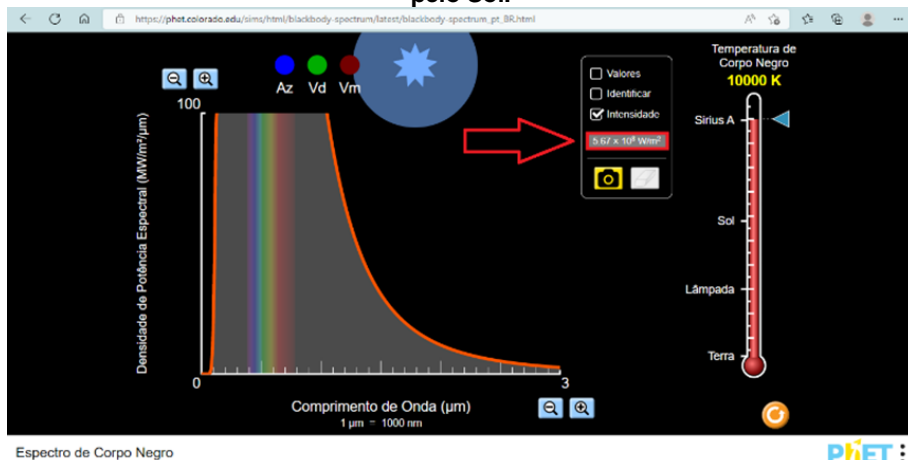 pelo Sol.
https://phet.colorado.edu/sims/html/blackbody-spectrum/latest/blackbody-spectrum_pt_BR.html
Az Vd Vm
100
Densidade de Potência Espectral (MW/m²/μm)
0
3
Comprimento de Onda (μm)
1 μm = 1000 nm
Valores
Identificar
Intensidade
5.67 × 10⁸ W/m²
Temperatura de
Corpo Negro
10000 K
Sirius A
Sol
Lâmpada
Terra
Espectro de Corpo Negro
PhET